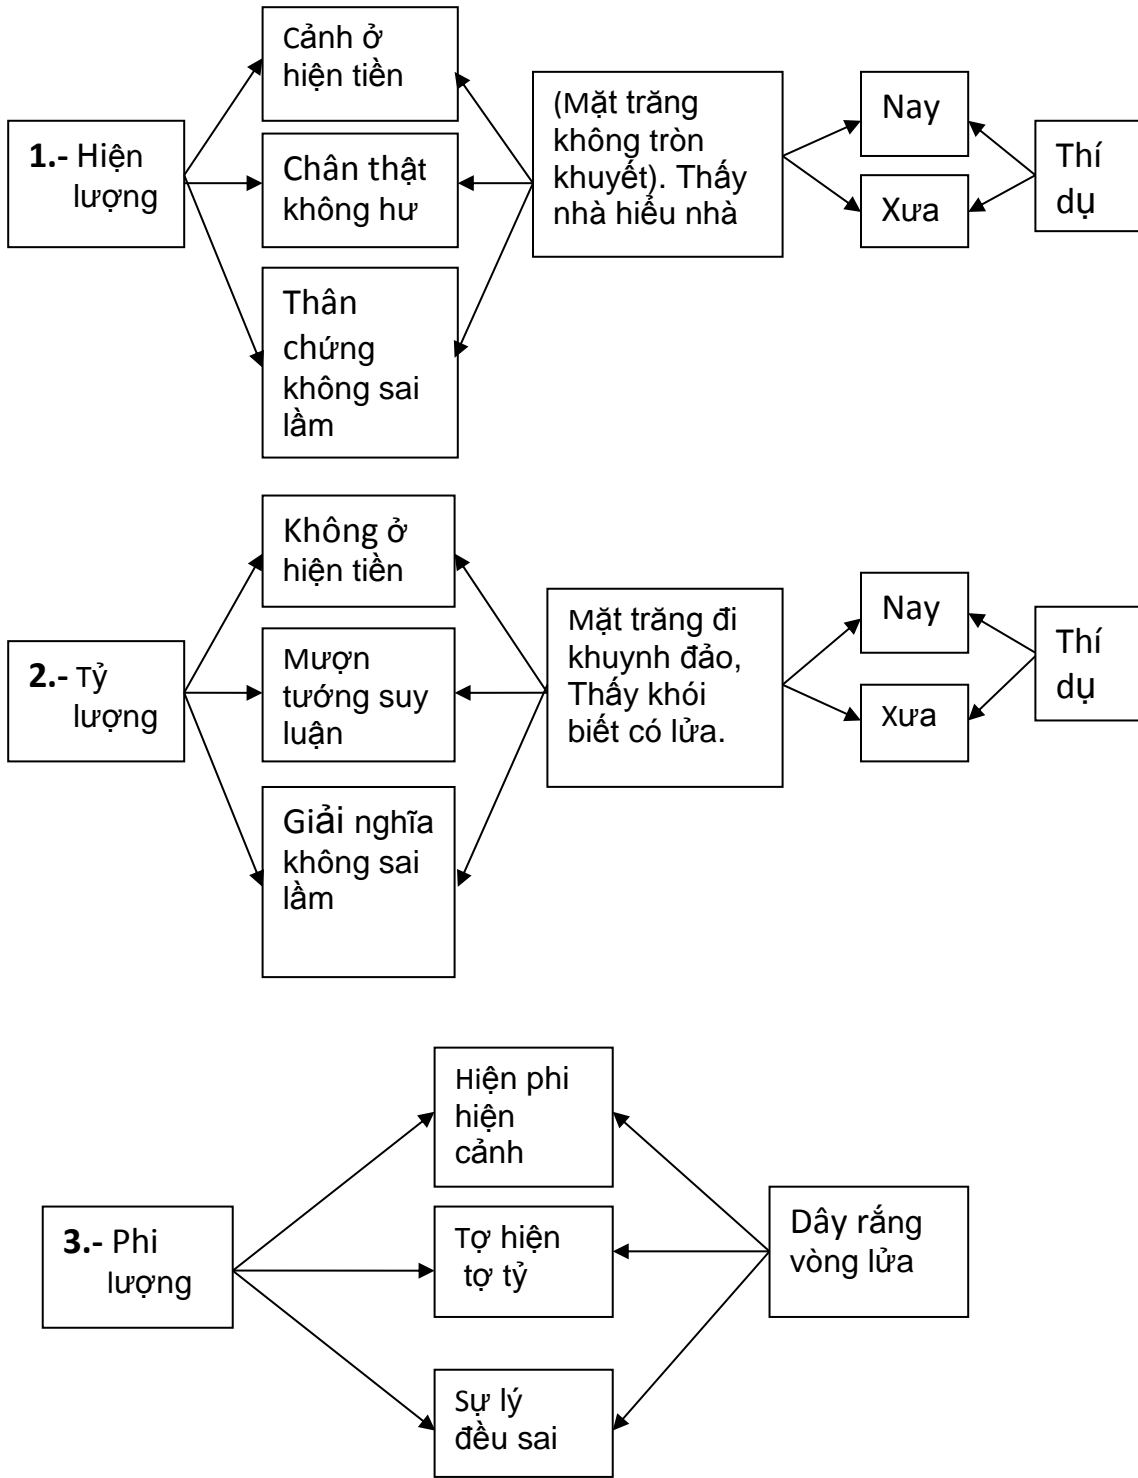 1.- Hiện
lượng
Cảnh ở
hiện tiền
Chân thật
không hư
Thân
chứng
không sai
lầm
(Mặt trăng
không tròn
khuyết). Thấy
nhà hiểu nhà
Nay
Xưa
Thí
dụ
2.- Tỷ
lượng
Không ở
hiện tiền
Mượn
tướng suy
luận
Giải nghĩa
không sai
lầm
Mặt trăng đi
khuynh đảo,
Thấy khói
biết có lửa.
Nay
Xưa
Thí
dụ
3.- Phi
lượng
Hiện phi
hiện
cảnh
Tợ hiện
tợ tỷ
Sự lý
đều sai
Dây rắng
vòng lửa